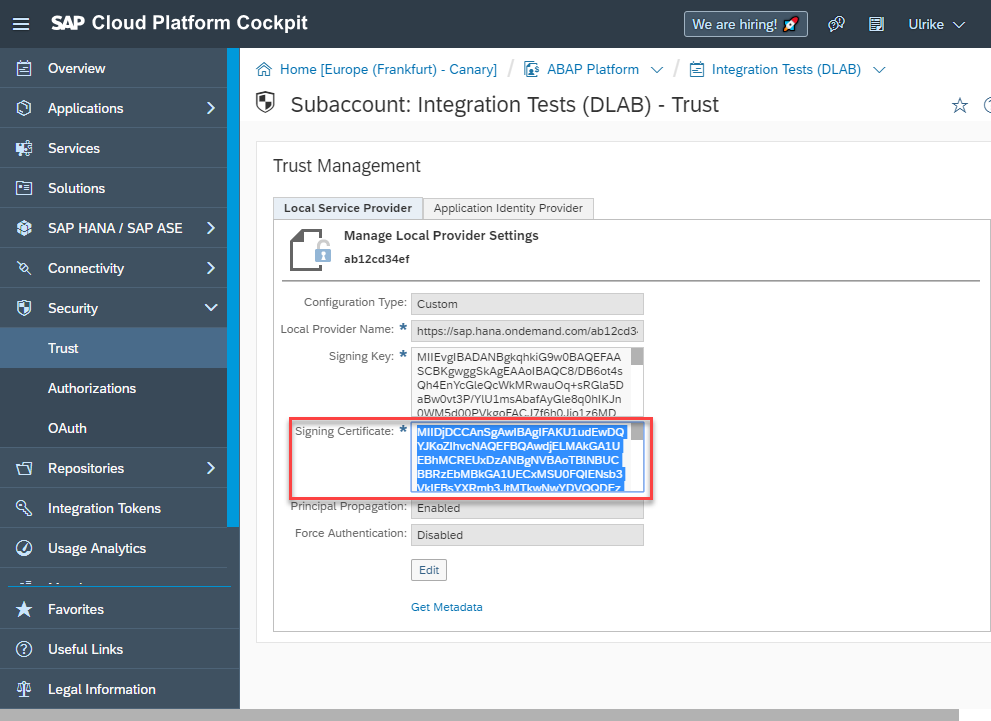 SAP Cloud Platform Cockpit
We are hiring!
Ulrike
Overview
Applications
Services
Solutions
SAP HANA / SAP ASE
Connectivity
Security
Trust
Authorizations
OAuth
Repositories
Integration Tokens
Usage Analytics
Favorites
Useful Links
Legal Information
Home [Europe (Frankfurt) - Canary] / ABAP Platform / Integration Tests (DLAB)
Subaccount: Integration Tests (DLAB) - Trust
Trust Management
Local Service Provider Application Identity Provider
Manage Local Provider Settings
ab12cd34ef
Configuration Type: Custom
Local Provider Name: * https://sap.hana.ondemand.com/ab12cd3
Signing Key: * MIIEvgIBADANBgkqhkiG9w0BAQEFAA
SCBKgwggSkAgEAAoIBAQC8/DB6ot4s
Qh4EnYcGleQcWkMRwauOq+sRGla5D
aBw0vt3P/YlU1msAbafAyGle8q0hIKJn
0WM5d00PVkgoFACJ7f6h0Jio1z6MD
Signing Certificate: * MIIDjDCCAnSgAwIBAgIFAKU1udEwDQ
YJKoZIhvcNAQEFBQAwdjELMAkGA1U
EBhMCREUxDzANBgNVBAoTBlNBUC
BBRzEbMBkGA1UECxMSU0FQIENsb3
VkIFBsYXRmb3JtMTkwNwYDVQQDEz
Principal Propagation: Enabled
Force Authentication: Disabled
Edit
Get Metadata